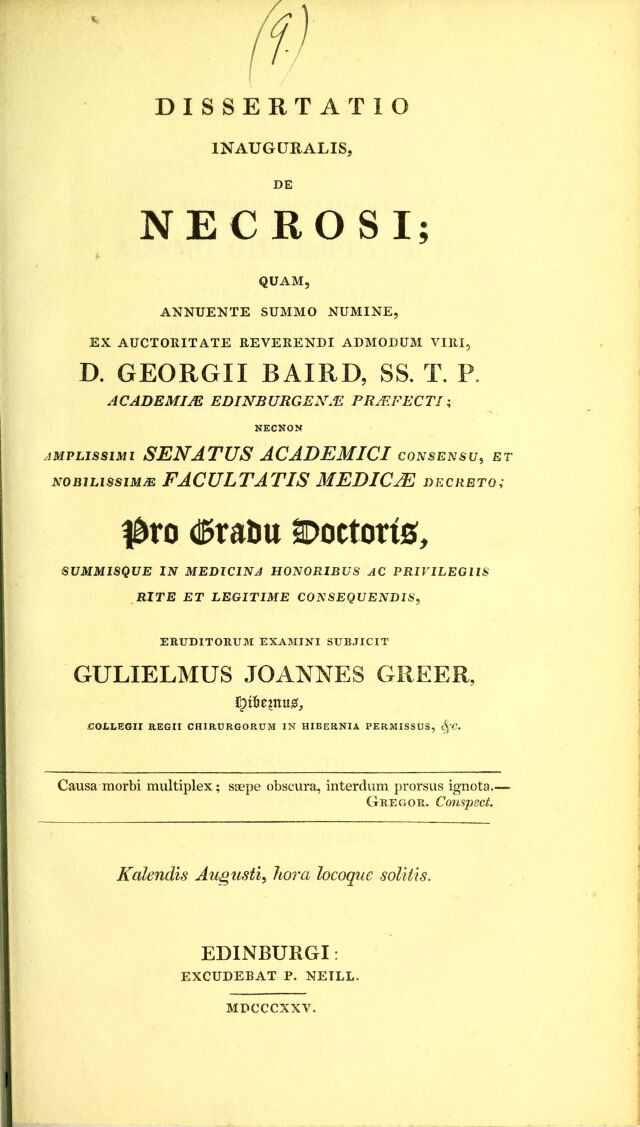 (9.)
DISSERTATIO
INAUGURALIS,
DE
NECROSI;
QUAM,
ANNUENTE SUMMO NUMINE,
EX AUCTORITATE REVERENDI ADMODUM VIRI,
D. GEORGII BAIRD, SS. T. P.
ACADEMIÆ EDINBURGENÆ PRÆFECTI;
NECNON
AMPLISSIMI SENATUS ACADEMICI CONSENSU, ET
NOBILISSIMÆ FACULTATIS MEDICÆ DECRETO;
Pro Gradu Doctoris,
SUMMISQUE IN MEDICINA HONORIBUS AC PRIVILEGIIS
RITE ET LEGITIME CONSEQUENDIS,
ERUDITORUM EXAMINI SUBJICIT
GULIELMUS JOANNES GREER,
Hibernus,
COLLEGII REGII CHIRURGORUM IN HIBERNIA PERMISSUS, &c.
Causa morbi multiplex; sæpe obscura, interdum prorsus ignota.—
GREGOR. Conspect.
Kalendis Augusti, hora locoque solitis.
EDINBURGI:
EXCUDEBAT P. NEILL.
MDCCCXXV.